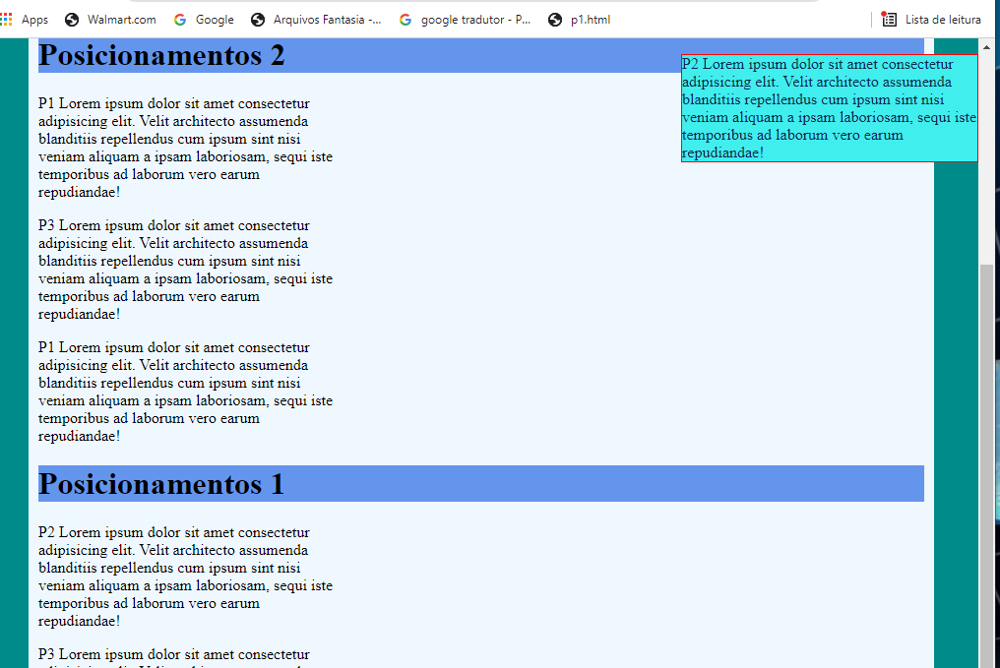 Apps Walmart.com Google Arquivos Fantasia -... google tradutor - P... p1.html Lista de leitura
Posicionamentos 2
P2 Lorem ipsum dolor sit amet consectetur
adipisicing elit. Velit architecto assumenda
blanditiis repellendus cum ipsum sint nisi
veniam aliquam a ipsam laboriosam, sequi iste
temporibus ad laborum vero earum
repudiandae!
P1 Lorem ipsum dolor sit amet consectetur
adipisicing elit. Velit architecto assumenda
blanditiis repellendus cum ipsum sint nisi
veniam aliquam a ipsam laboriosam, sequi iste
temporibus ad laborum vero earum
repudiandae!
P3 Lorem ipsum dolor sit amet consectetur
adipisicing elit. Velit architecto assumenda
blanditiis repellendus cum ipsum sint nisi
veniam aliquam a ipsam laboriosam, sequi iste
temporibus ad laborum vero earum
repudiandae!
P1 Lorem ipsum dolor sit amet consectetur
adipisicing elit. Velit architecto assumenda
blanditiis repellendus cum ipsum sint nisi
veniam aliquam a ipsam laboriosam, sequi iste
temporibus ad laborum vero earum
repudiandae!
Posicionamentos 1
P2 Lorem ipsum dolor sit amet consectetur
adipisicing elit. Velit architecto assumenda
blanditiis repellendus cum ipsum sint nisi
veniam aliquam a ipsam laboriosam, sequi iste
temporibus ad laborum vero earum
repudiandae!
P3 Lorem ipsum dolor sit amet consectetur